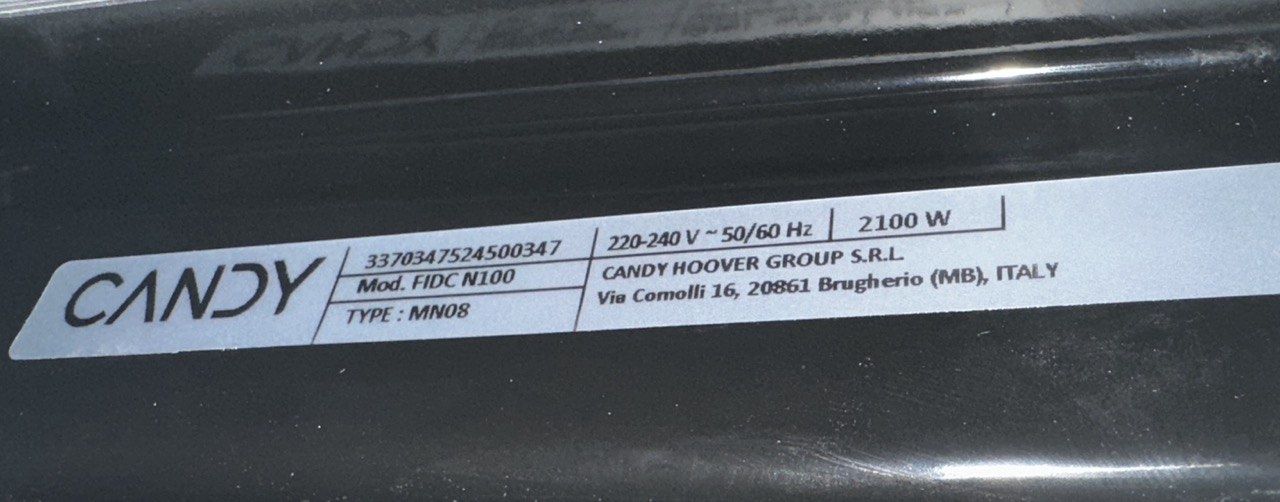 CANDY
3370347524500347
Mod. FIDC N100
TYPE : MN08
220-240 V ~ 50/60 Hz
2100 W
CANDY HOOVER GROUP S.R.L
Via Comolli 16, 20861 Brugherio (MB), ITALY